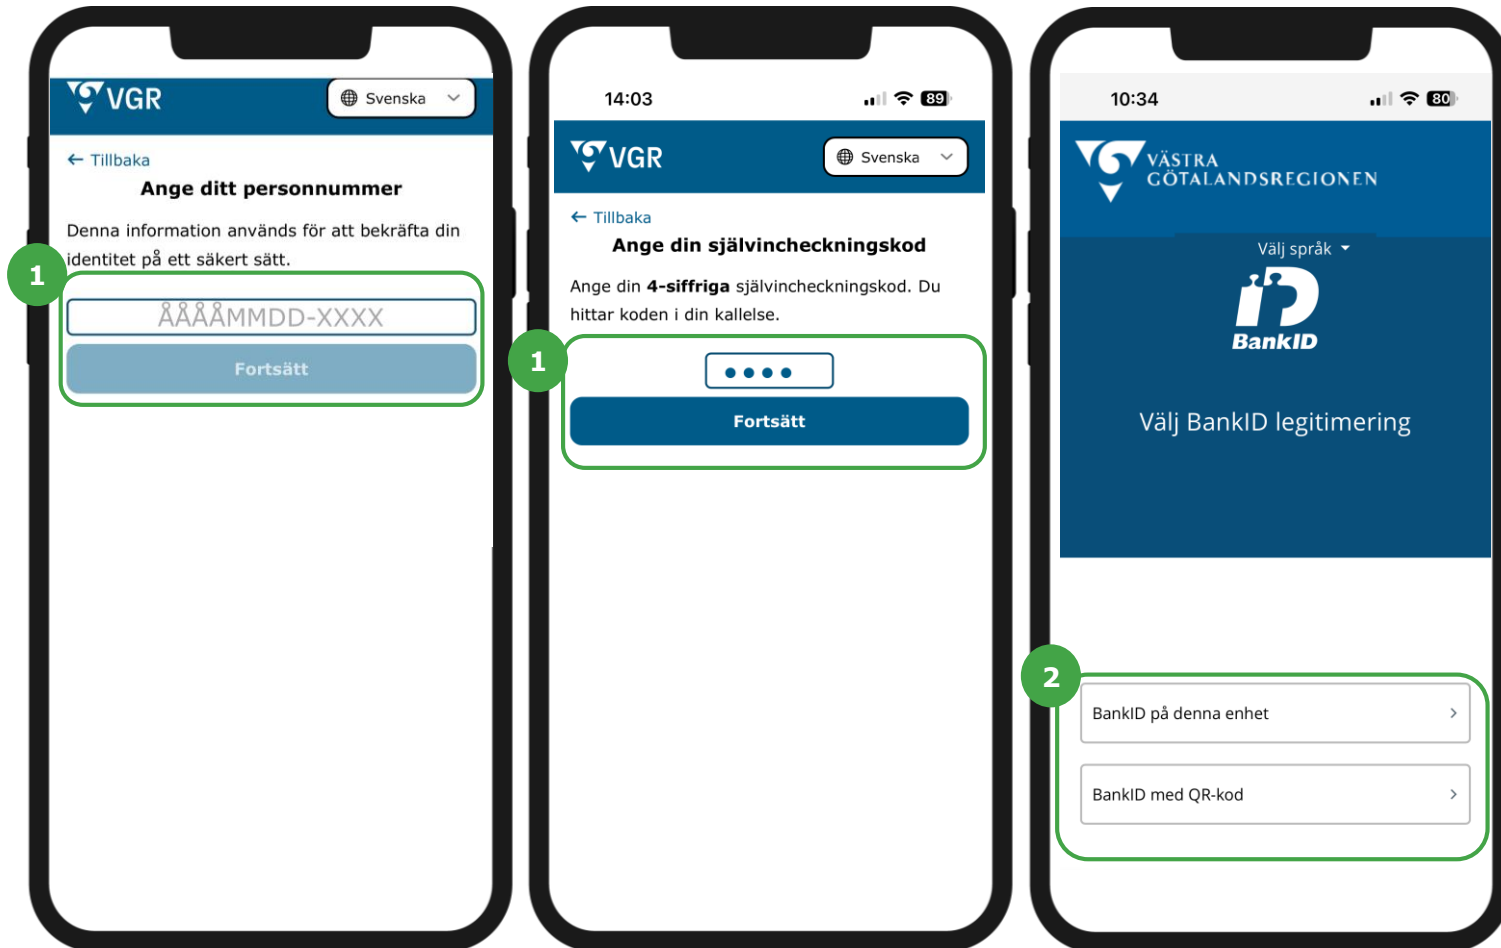 VGR
Svenska
← Tillbaka
Ange ditt personnummer
Denna information används för att bekräfta din
identitet på ett säkert sätt.
1
ÅÅÅÅMMDD-XXXX
Fortsätt
14:03
89
VGR
Svenska
← Tillbaka
Ange din självincheckningskod
Ange din 4-siffriga självincheckningskod. Du
hittar koden i din kallelse.
1
Fortsätt
10:34
80
VÄSTRA
GÖTALANDSREGIONEN
Välj språk
BankID
Välj BankID legitimering
2
BankID på denna enhet
BankID med QR-kod